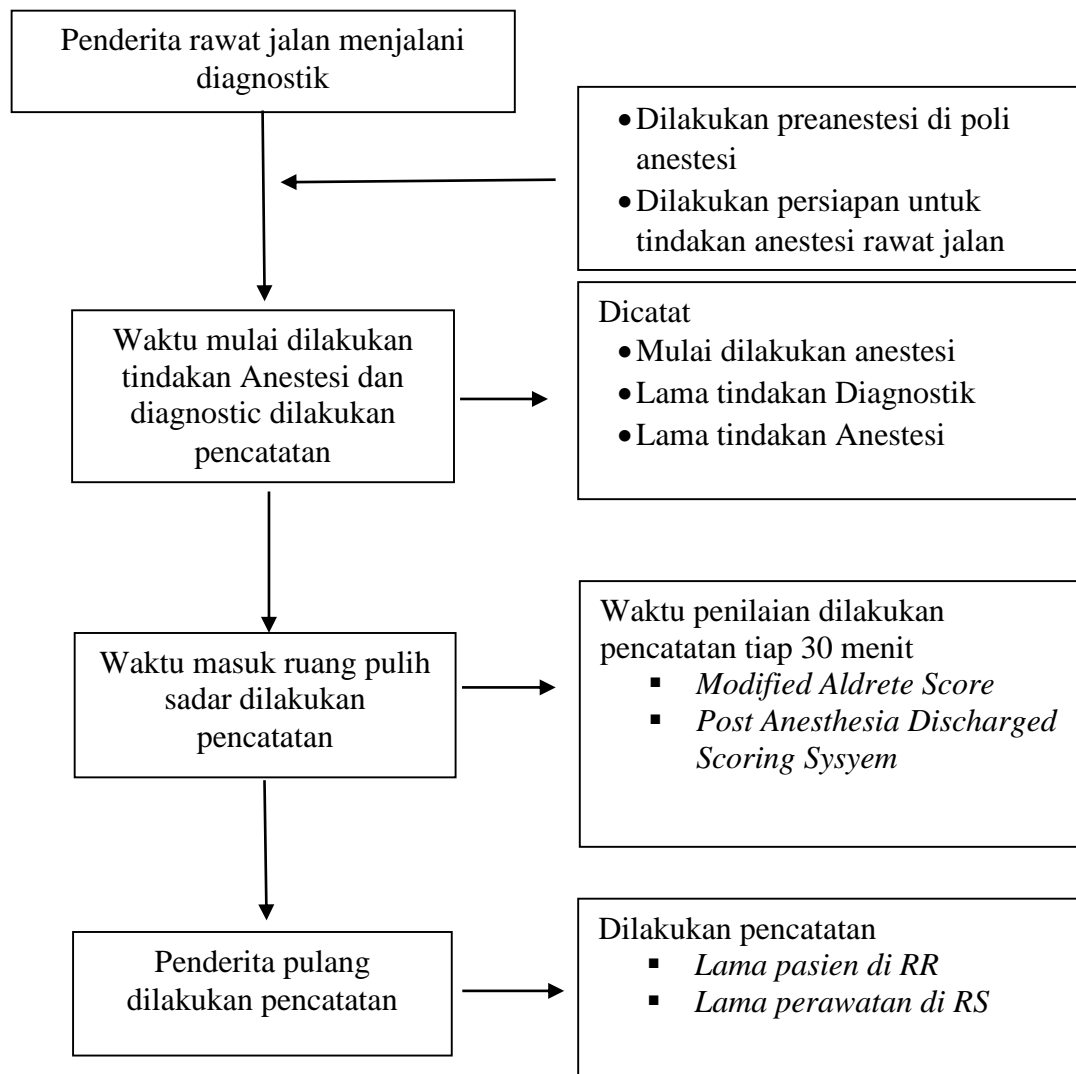 Penderita rawat jalan menjalani
diagnostik
•Dilakukan preanestesi di poli
anestesi
•Dilakukan persiapan untuk
tindakan anestesi rawat jalan
Waktu mulai dilakukan
tindakan Anestesi dan
diagnostic dilakukan
pencatatan
Dicatat
•Mulai dilakukan anestesi
•Lama tindakan Diagnostik
•Lama tindakan Anestesi
Waktu masuk ruang pulih
sadar dilakukan
pencatatan
Waktu penilaian dilakukan
pencatatan tiap 30 menit
▪ Modified Aldrete Score
▪ Post Anesthesia Discharged
Scoring Sysyem
Penderita pulang
dilakukan pencatatan
Dilakukan pencatatan
▪ Lama pasien di RR
▪ Lama perawatan di RS